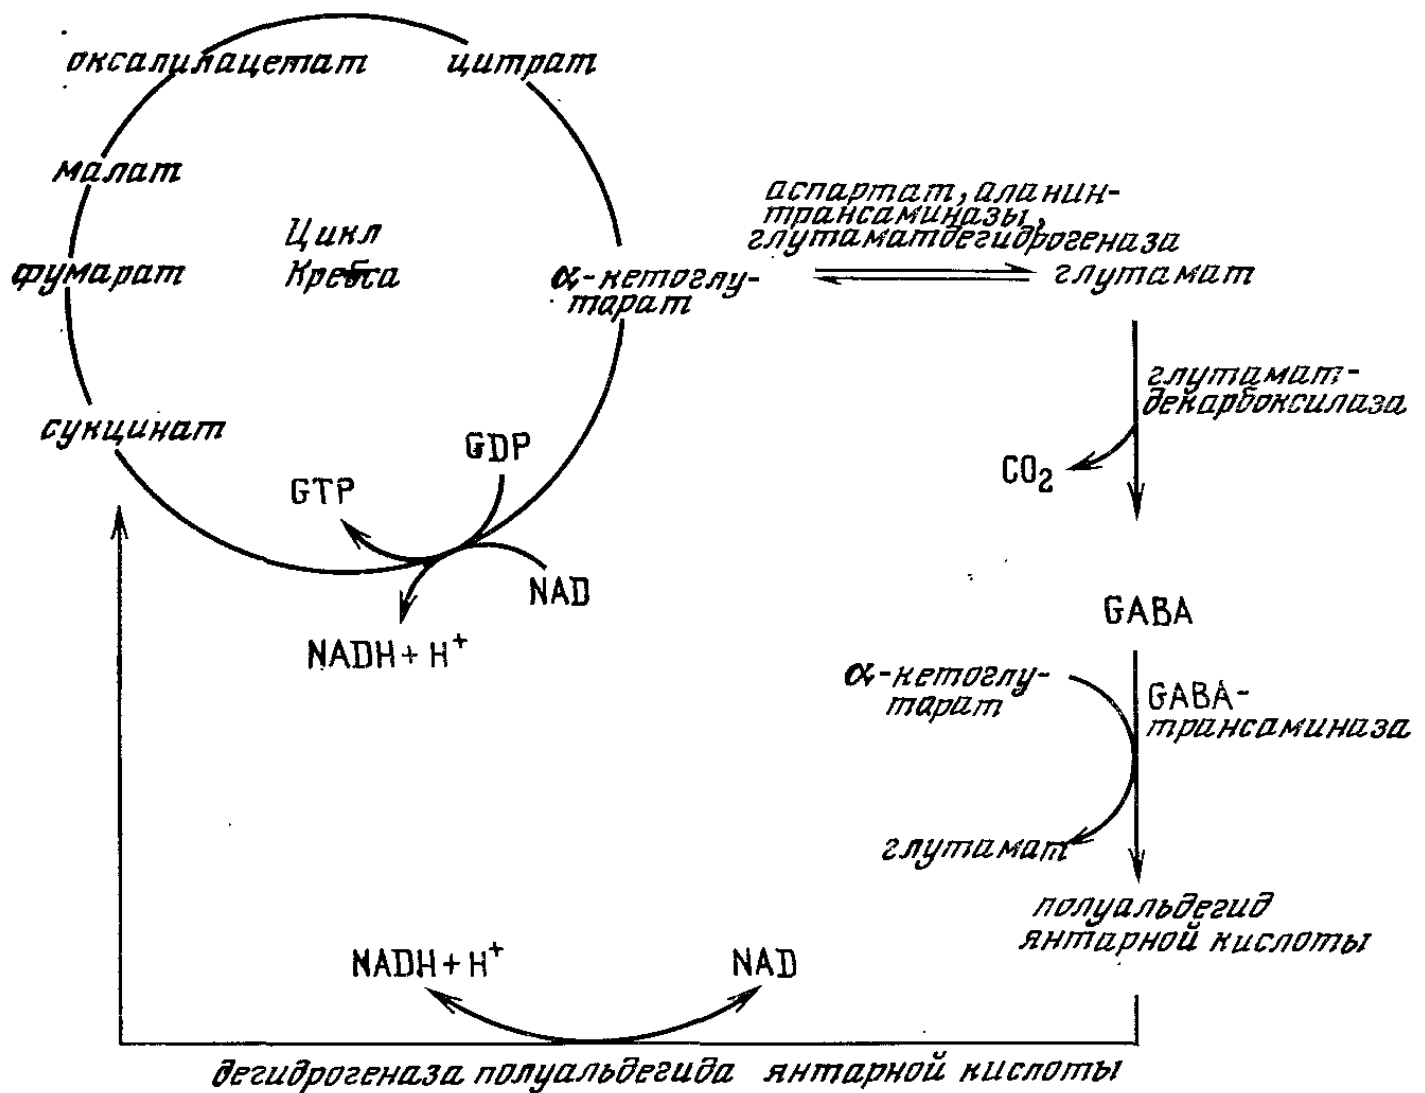 оксалилацетат
цитрат
малат
Цикл
Кребса
фумарат
α-кетоглу-
тарат
аспартат, аланин-
трансаминазы,
глутаматдегидрогеназа
глутамат
сукцинат
глутамат-
декарбоксилаза
GDP
GTP
CO₂
NAD
NADH + H⁺
GABA
α-кетоглу-
тарат
GABA-
трансаминаза
глутамат
полуальдегид
янтарной кислоты
NADH + H⁺
NAD
дегидрогеназа полуальдегида янтарной кислоты